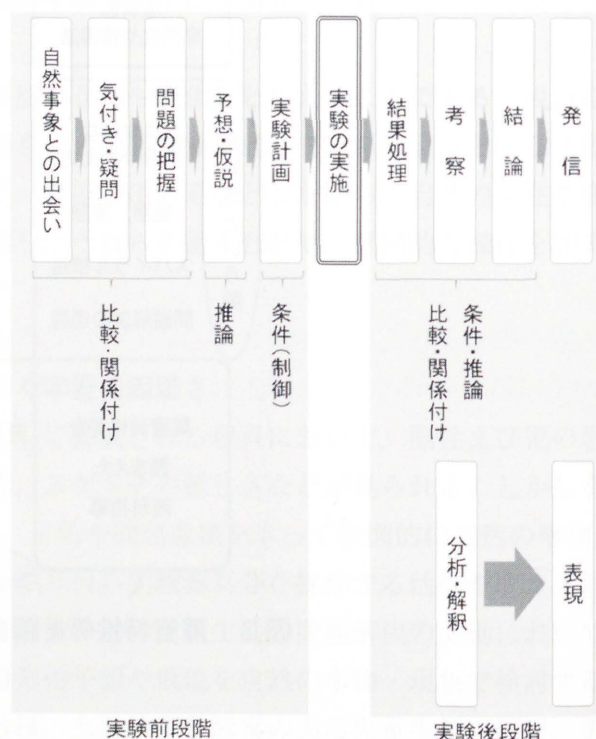 自然事象との出会い
気付き・疑問
問題の把握
予想・仮説
実験計画
実験の実施
結果処理
考察
結論
発信
比較・関係付け
推論
条件(制御)
条件・推論
比較・関係付け
分析・解釈
表現
実験前段階
実験後段階